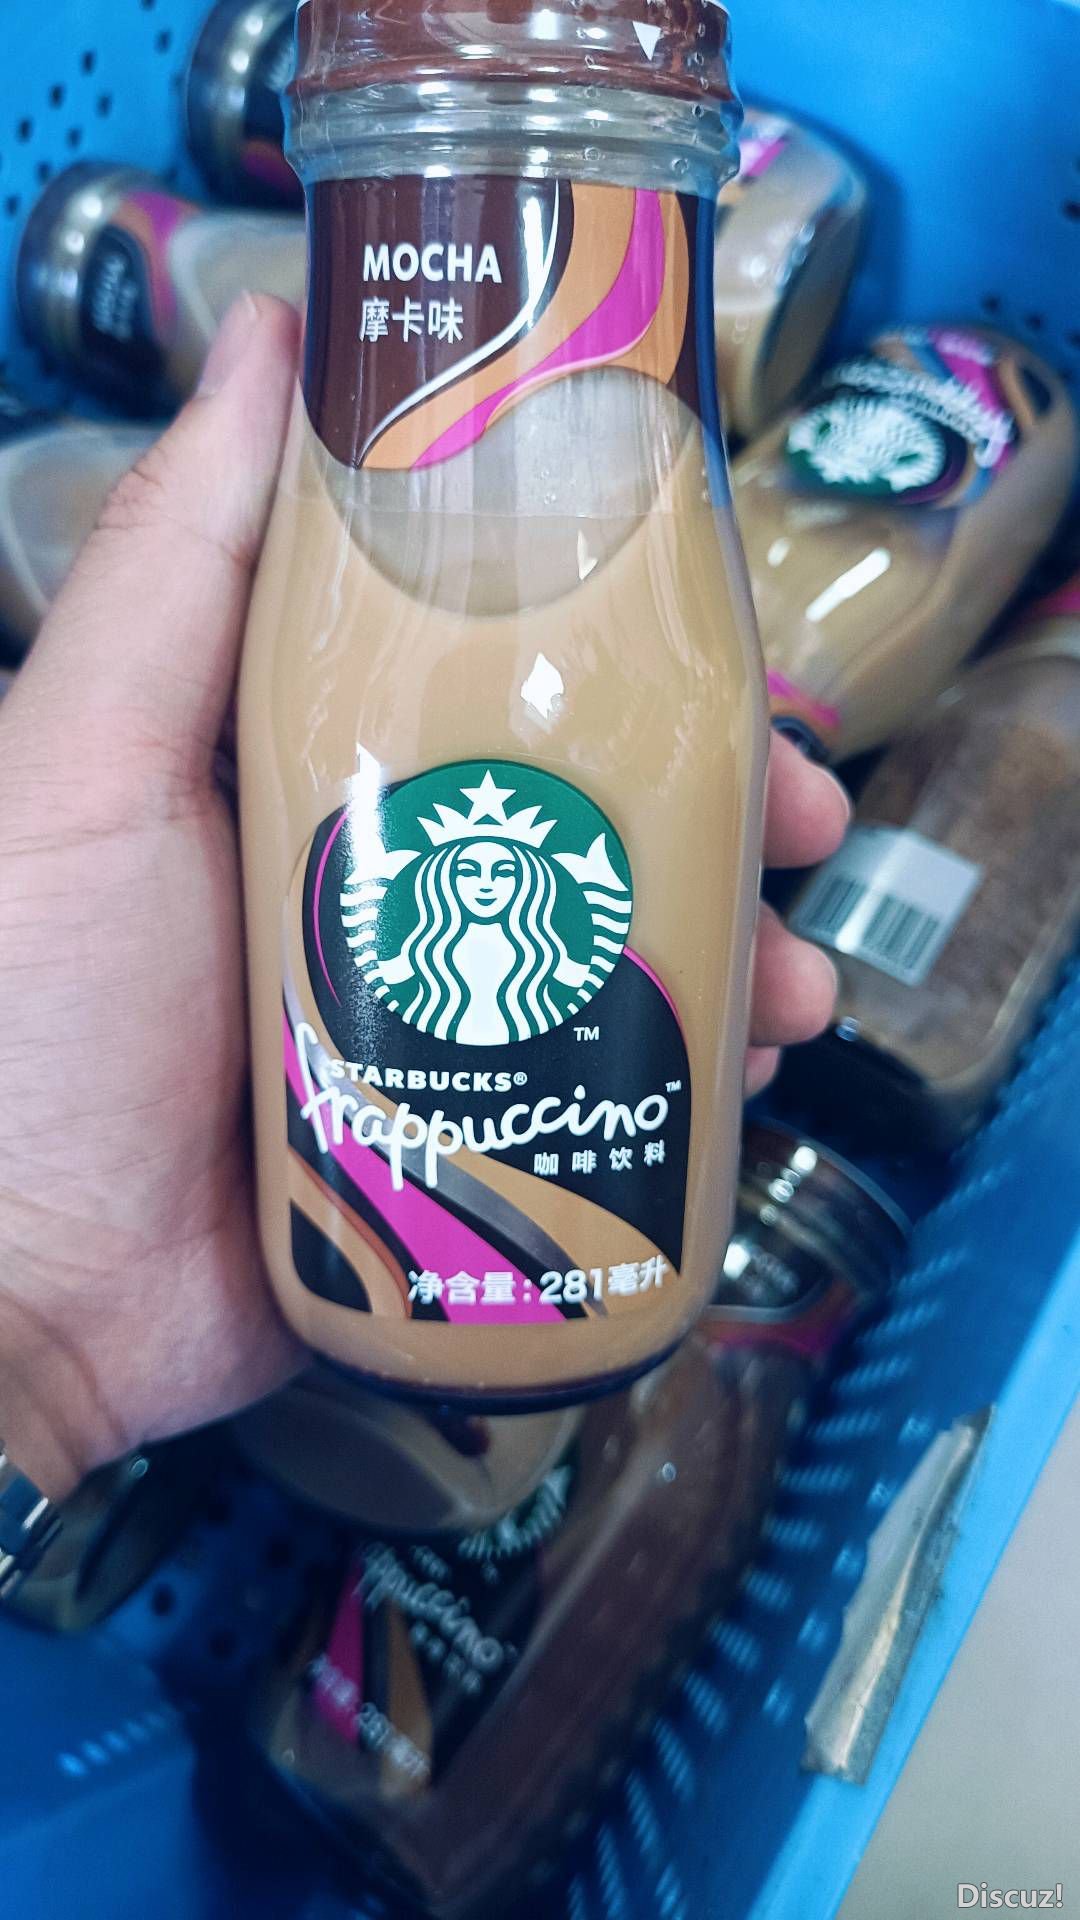 MOCHA
摩卡味
TM
STARBUCKS®
frappuccino™
咖啡饮料
净含量:281毫升
frappuccino
Discuz!